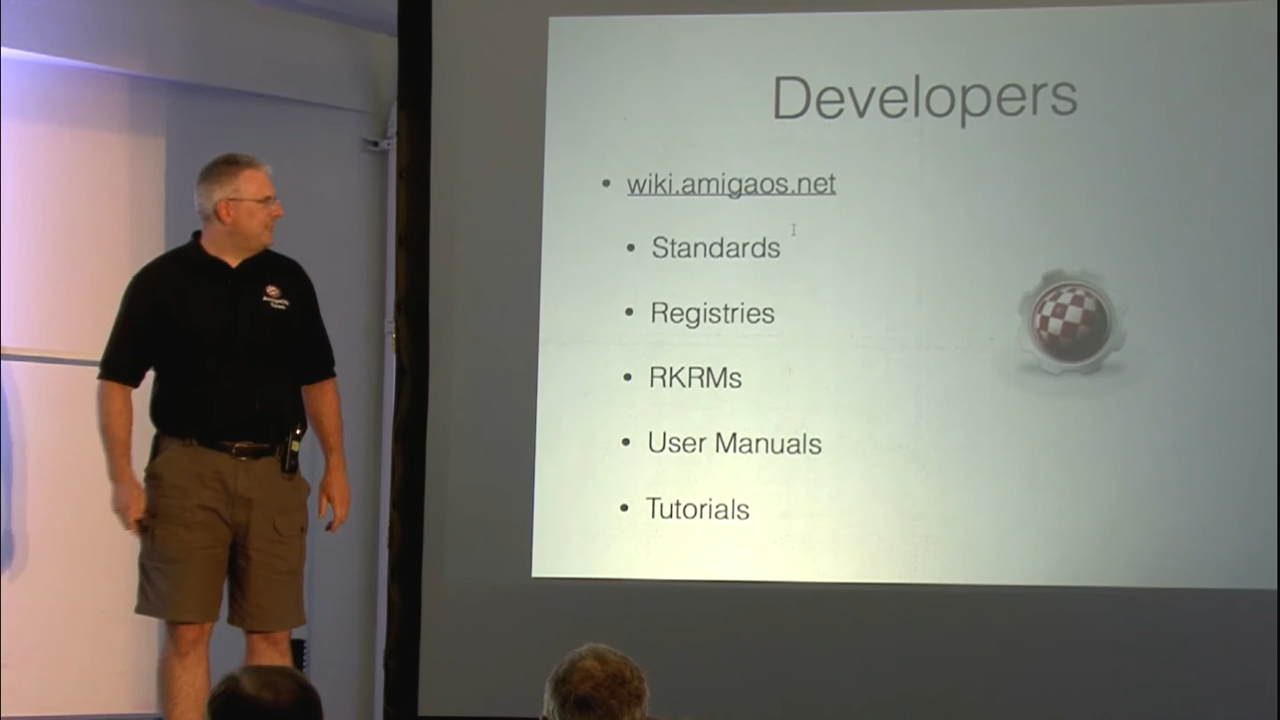 Developers
• wiki.amigaos.net
• Standards
• Registries
• RKRMs
• User Manuals
• Tutorials